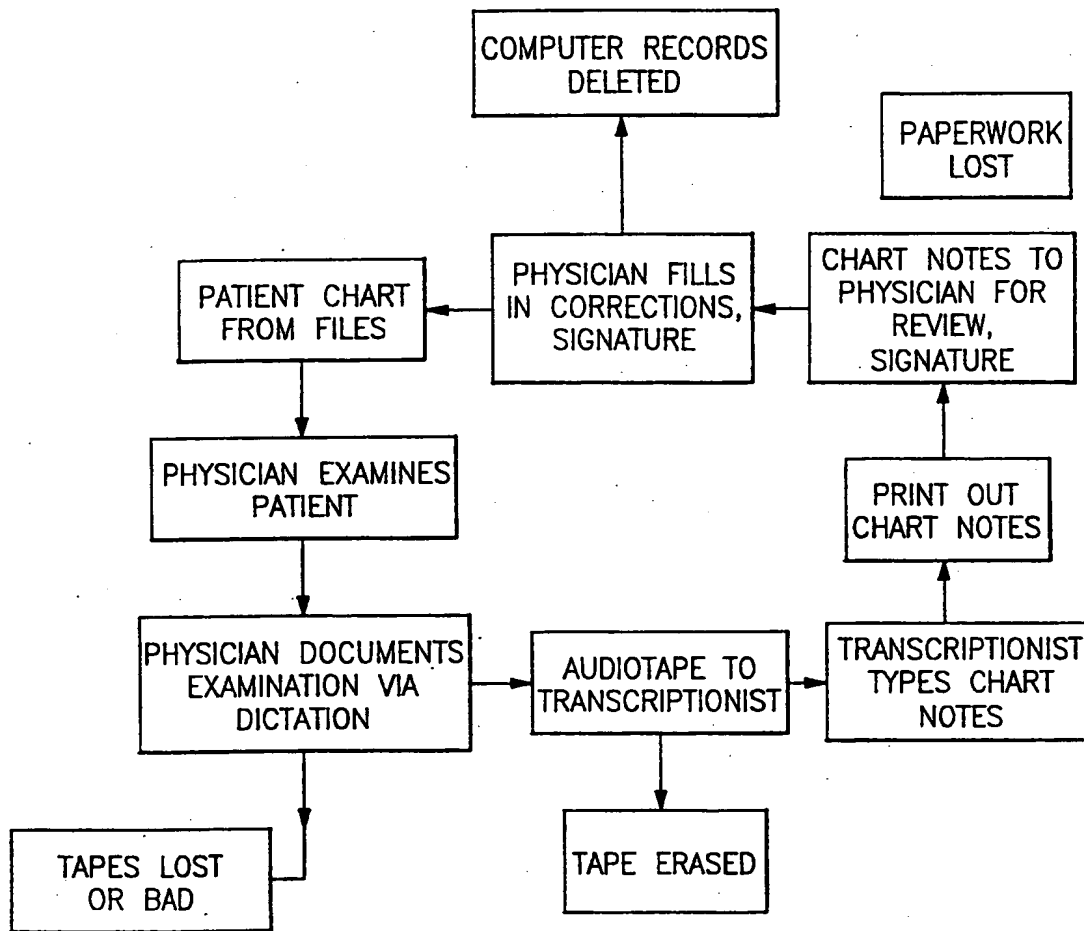 COMPUTER RECORDS
DELETED
PAPERWORK
LOST
PATIENT CHART
FROM FILES
PHYSICIAN FILLS
IN CORRECTIONS,
SIGNATURE
CHART NOTES TO
PHYSICIAN FOR
REVIEW,
SIGNATURE
PHYSICIAN EXAMINES
PATIENT
PRINT OUT
CHART NOTES
PHYSICIAN DOCUMENTS
EXAMINATION VIA
DICTATION
AUDIOTAPE TO
TRANSCRIPTIONIST
TRANSCRIPTIONIST
TYPES CHART
NOTES
TAPES LOST
OR BAD
TAPE ERASED